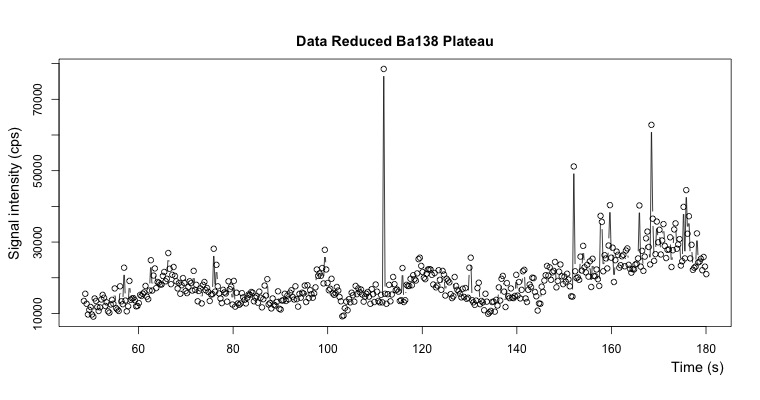 Data Reduced Ba138 Plateau
Signal intensity (cps)
70000
50000
30000
10000
60 80 100 120 140 160 180
Time (s)